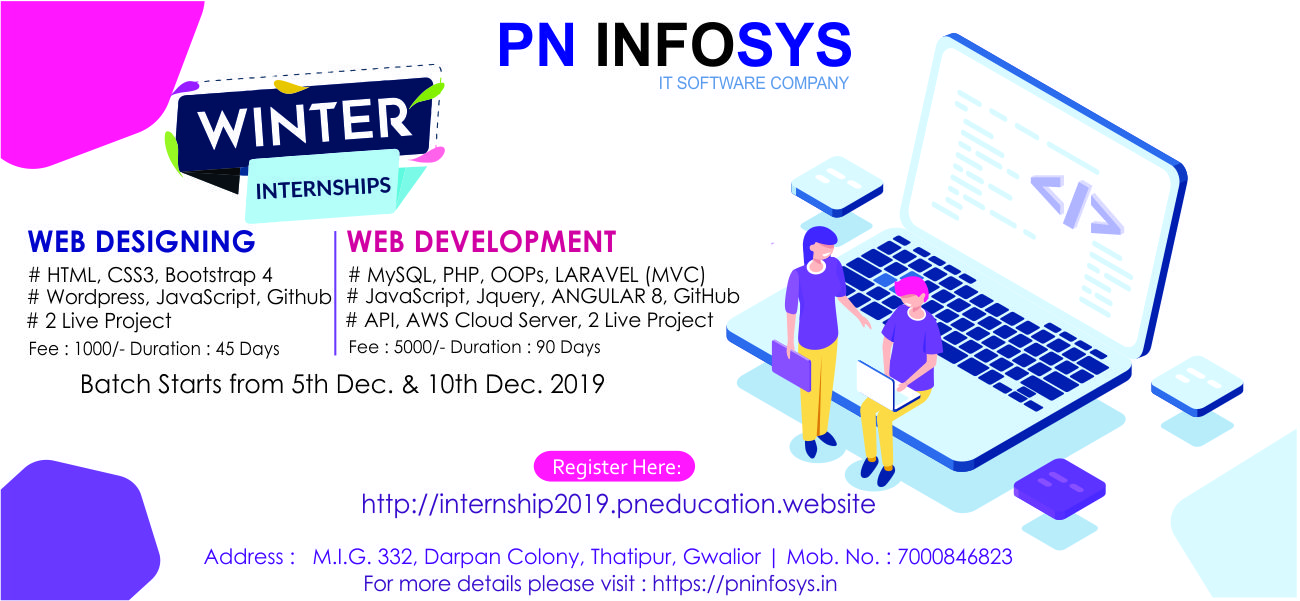 PN INFOSYS
IT SOFTWARE COMPANY
WINTER
INTERNSHIPS
WEB DESIGNING
# HTML, CSS3, Bootstrap 4
# Wordpress, JavaScript, Github
# 2 Live Project
Fee : 1000/- Duration : 45 Days
WEB DEVELOPMENT
# MySQL, PHP, OOPs, LARAVEL (MVC)
# JavaScript, Jquery, ANGULAR 8, GitHub
# API, AWS Cloud Server, 2 Live Project
Fee : 5000/- Duration : 90 Days
Batch Starts from 5th Dec. & 10th Dec. 2019
</>
Register Here:
http://internship2019.pneducation.website
Address : M.I.G. 332, Darpan Colony, Thatipur, Gwalior | Mob. No. : 7000846823
For more details please visit : https://pninfosys.in